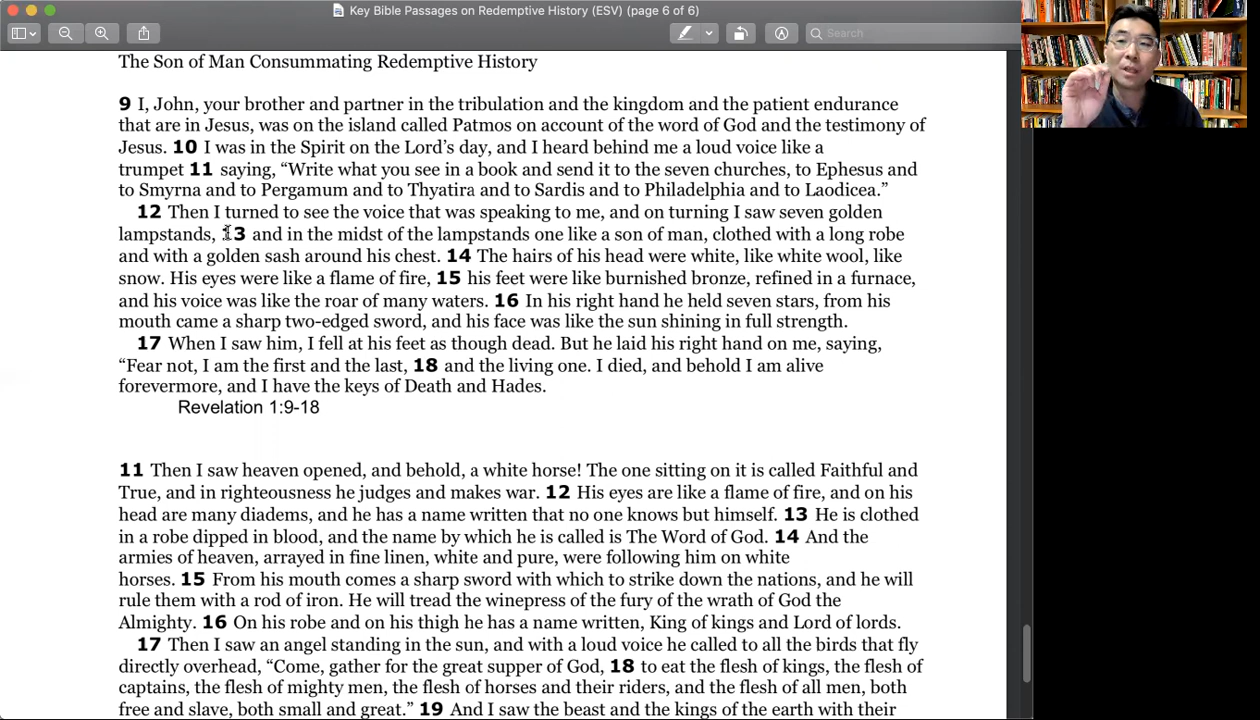 Key Bible Passages on Redemptive History (ESV) (page 6 of 6)
Search
The Son of Man Consummating Redemptive History
9 I, John, your brother and partner in the tribulation and the kingdom and the patient endurance
that are in Jesus, was on the island called Patmos on account of the word of God and the testimony of
Jesus. 10 I was in the Spirit on the Lord’s day, and I heard behind me a loud voice like a
trumpet 11 saying, “Write what you see in a book and send it to the seven churches, to Ephesus and
to Smyrna and to Pergamum and to Thyatira and to Sardis and to Philadelphia and to Laodicea.”
12 Then I turned to see the voice that was speaking to me, and on turning I saw seven golden
lampstands, 13 and in the midst of the lampstands one like a son of man, clothed with a long robe
and with a golden sash around his chest. 14 The hairs of his head were white, like white wool, like
snow. His eyes were like a flame of fire, 15 his feet were like burnished bronze, refined in a furnace,
and his voice was like the roar of many waters. 16 In his right hand he held seven stars, from his
mouth came a sharp two-edged sword, and his face was like the sun shining in full strength.
17 When I saw him, I fell at his feet as though dead. But he laid his right hand on me, saying,
“Fear not, I am the first and the last, 18 and the living one. I died, and behold I am alive
forevermore, and I have the keys of Death and Hades.
Revelation 1:9-18
11 Then I saw heaven opened, and behold, a white horse! The one sitting on it is called Faithful and
True, and in righteousness he judges and makes war. 12 His eyes are like a flame of fire, and on his
head are many diadems, and he has a name written that no one knows but himself. 13 He is clothed
in a robe dipped in blood, and the name by which he is called is The Word of God. 14 And the
armies of heaven, arrayed in fine linen, white and pure, were following him on white
horses. 15 From his mouth comes a sharp sword with which to strike down the nations, and he will
rule them with a rod of iron. He will tread the winepress of the fury of the wrath of God the
Almighty. 16 On his robe and on his thigh he has a name written, King of kings and Lord of lords.
17 Then I saw an angel standing in the sun, and with a loud voice he called to all the birds that fly
directly overhead, “Come, gather for the great supper of God, 18 to eat the flesh of kings, the flesh of
captains, the flesh of mighty men, the flesh of horses and their riders, and the flesh of all men, both
free and slave, both small and great.” 19 And I saw the beast and the kings of the earth with their